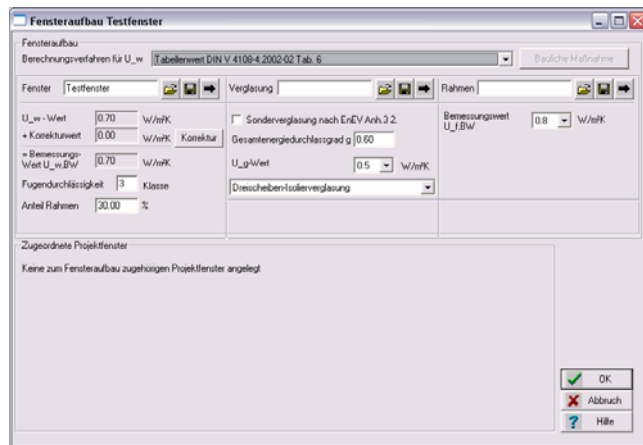 Fensteraufbau Testfenster
Fensteraufbau
Berechnungsverfahren für U_w Tabellenwert DIN V 4108-4:2002-02 Tab. 6 Bauliche Maßnahme
Fenster Testfenster Verglasung Rahmen
U_w - Wert 0.70 W/m²K
+ Korrekturwert 0.00 W/m²K Korrektur
= Bemessungs-
Wert U_w,BW 0.70 W/m²K
Fugendurchlässigkeit 3 Klasse
Anteil Rahmen 30.00 %
Sonderverglasung nach EnEV Anh.3 2.
Gesamtenergiedurchlassgrad g 0.60
U_g-Wert 0.5 W/m²K
Dreischeiben-Isolierverglasung
Bemessungswert
U_f,BW 0.8 W/m²K
Zugeordnete Projektfenster
Keine zum Fensteraufbau zugehörigen Projektfenster angelegt
OK
Abbruch
Hilfe